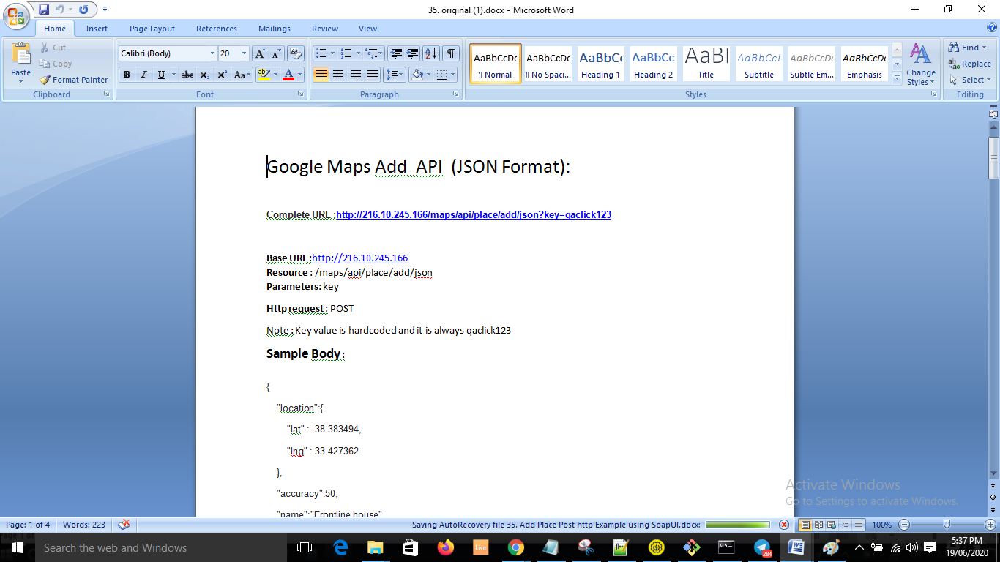 35. original (1).docx - Microsoft Word
Home Insert Page Layout References Mailings Review View
Paste
Cut
Copy
Format Painter
Clipboard
Calibri (Body) 20
B I U abc x₂ x² Aa
Font
Paragraph
AaBbCcDc AaBbCcDc AaBbCc AaBbCc AaBl AaBbCcL AaBbCcDc AaBbCcDc
¶ Normal ¶ No Spaci... Heading 1 Heading 2 Title Subtitle Subtle Em... Emphasis
Change Styles
Styles
Find
Replace
Select
Editing
Google Maps Add  API  (JSON Format):
Complete URL :http://216.10.245.166/maps/api/place/add/json?key=qaclick123
Base URL :http://216.10.245.166
Resource : /maps/api/place/add/json
Parameters: key
Http request : POST
Note : Key value is hardcoded and it is always qaclick123
Sample Body :
{
"location":{
"lat" : -38.383494,
"lng" : 33.427362
},
"accuracy":50,
"name":"Frontline house"
Activate Windows
Go to Settings to activate Windows.
Page: 1 of 4 Words: 223 Saving AutoRecovery file 35. Add Place Post http Example using SoapUI.docx: 100%
Search the web and Windows
Live
284
5:37 PM
19/06/2020